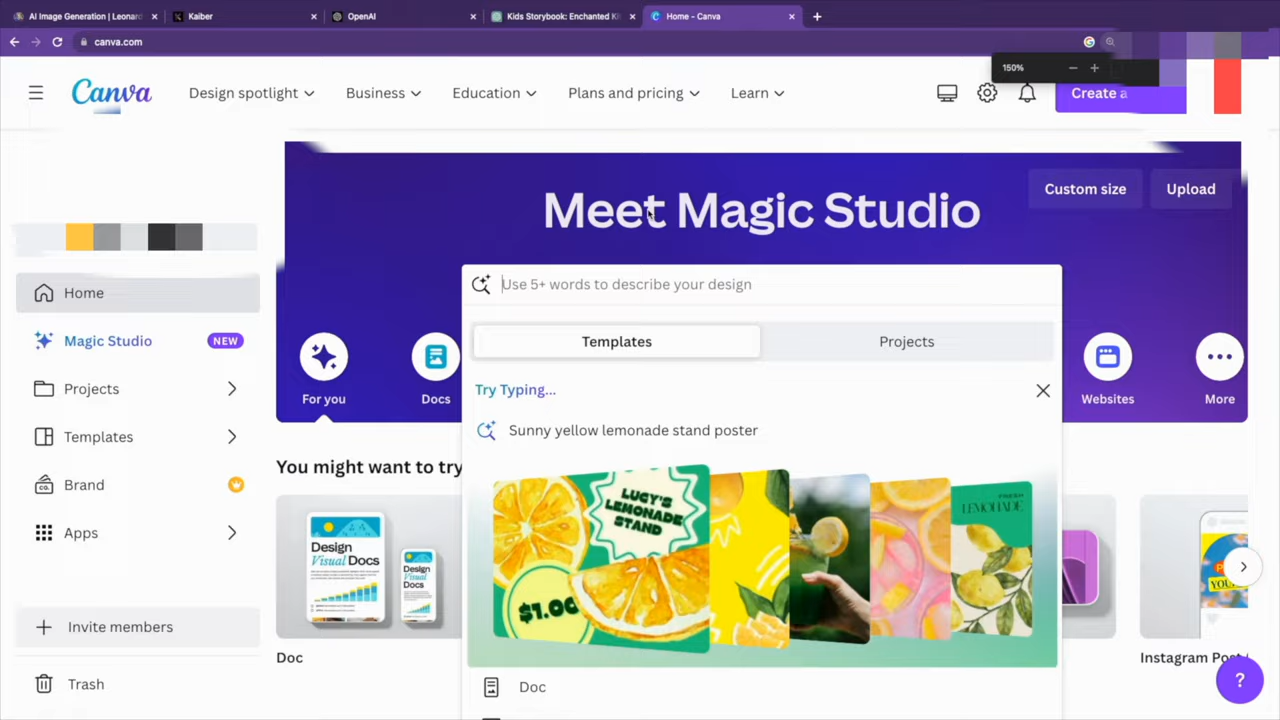 AI Image Generation | Leonard
Kaiber
OpenAI
Kids Storybook: Enchanted K
Home - Canva
canva.com
150%
Canva
Design spotlight
Business
Education
Plans and pricing
Learn
Create a
Meet Magic Studio
Custom size
Upload
Use 5+ words to describe your design
Home
Magic Studio
NEW
Projects
Templates
Brand
Apps
Invite members
Trash
Templates
Projects
Try Typing...
Sunny yellow lemonade stand poster
LUCY'S
LEMONADE
STAND
$1.00
LEMONADE
Doc
For you
Docs
Websites
More
You might want to try
Design
Visual Docs
Design
Visual
Docs
Doc
Instagram Post
?